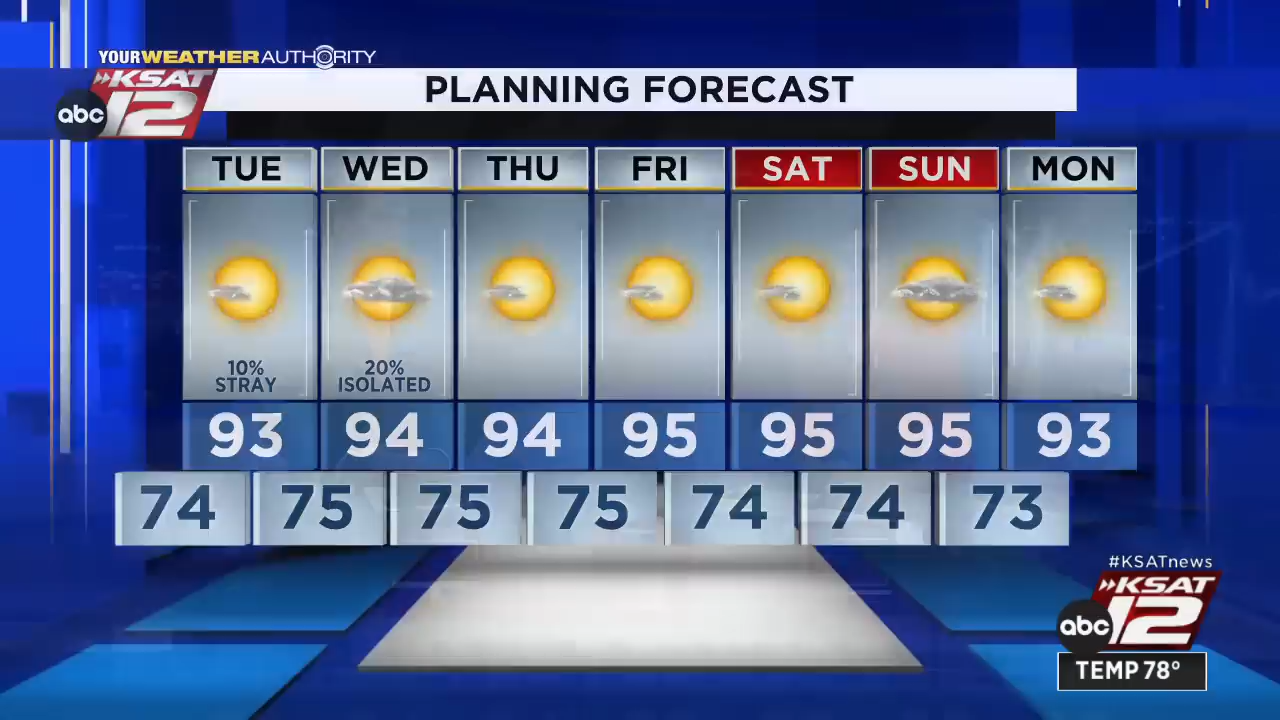 YOURWEATHERAUTHORITY
KSAT
abc 12
PLANNING FORECAST
TUE WED THU FRI SAT SUN MON
10% 20%
STRAY ISOLATED
93 94 94 95 95 95 93
74 75 75 75 74 74 73
#KSATnews
KSAT
abc 12
TEMP 78°